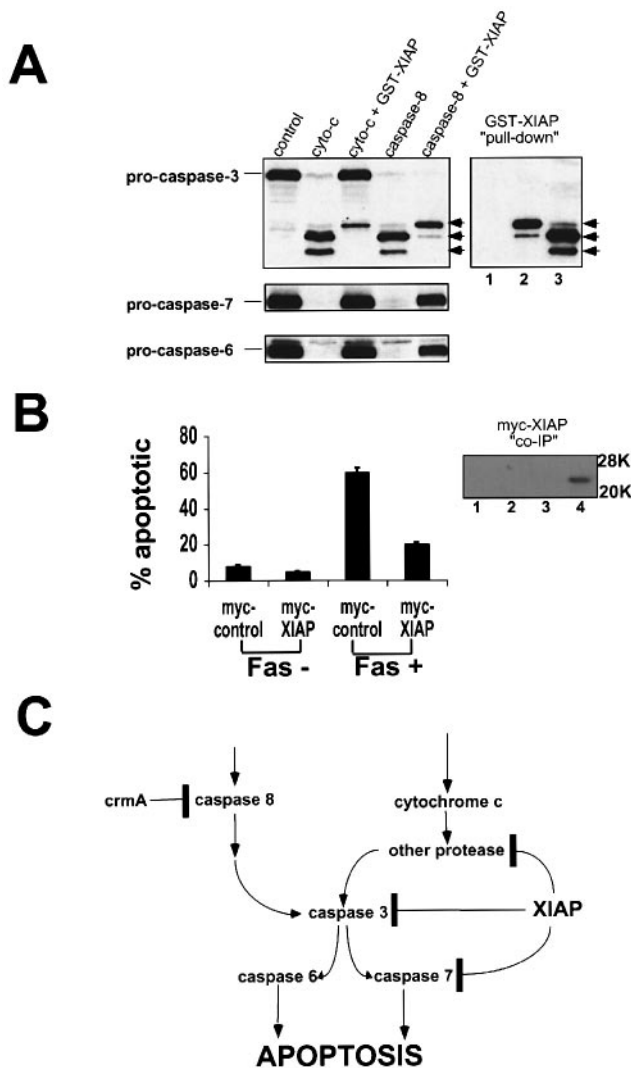 A
control
cyto-c
cyto-c + GST-XIAP
caspase-8
caspase-8 + GST-XIAP
GST-XIAP
"pull-down"
pro-caspase-3
1 2 3
pro-caspase-7
pro-caspase-6
B
% apoptotic
80
60
40
20
0
myc-control
myc-XIAP
myc-control
myc-XIAP
Fas -
Fas +
myc-XIAP
"co-IP"
28K
20K
1 2 3 4
C
crmA
caspase 8
cytochrome c
other protease
caspase 3
XIAP
caspase 6
caspase 7
APOPTOSIS